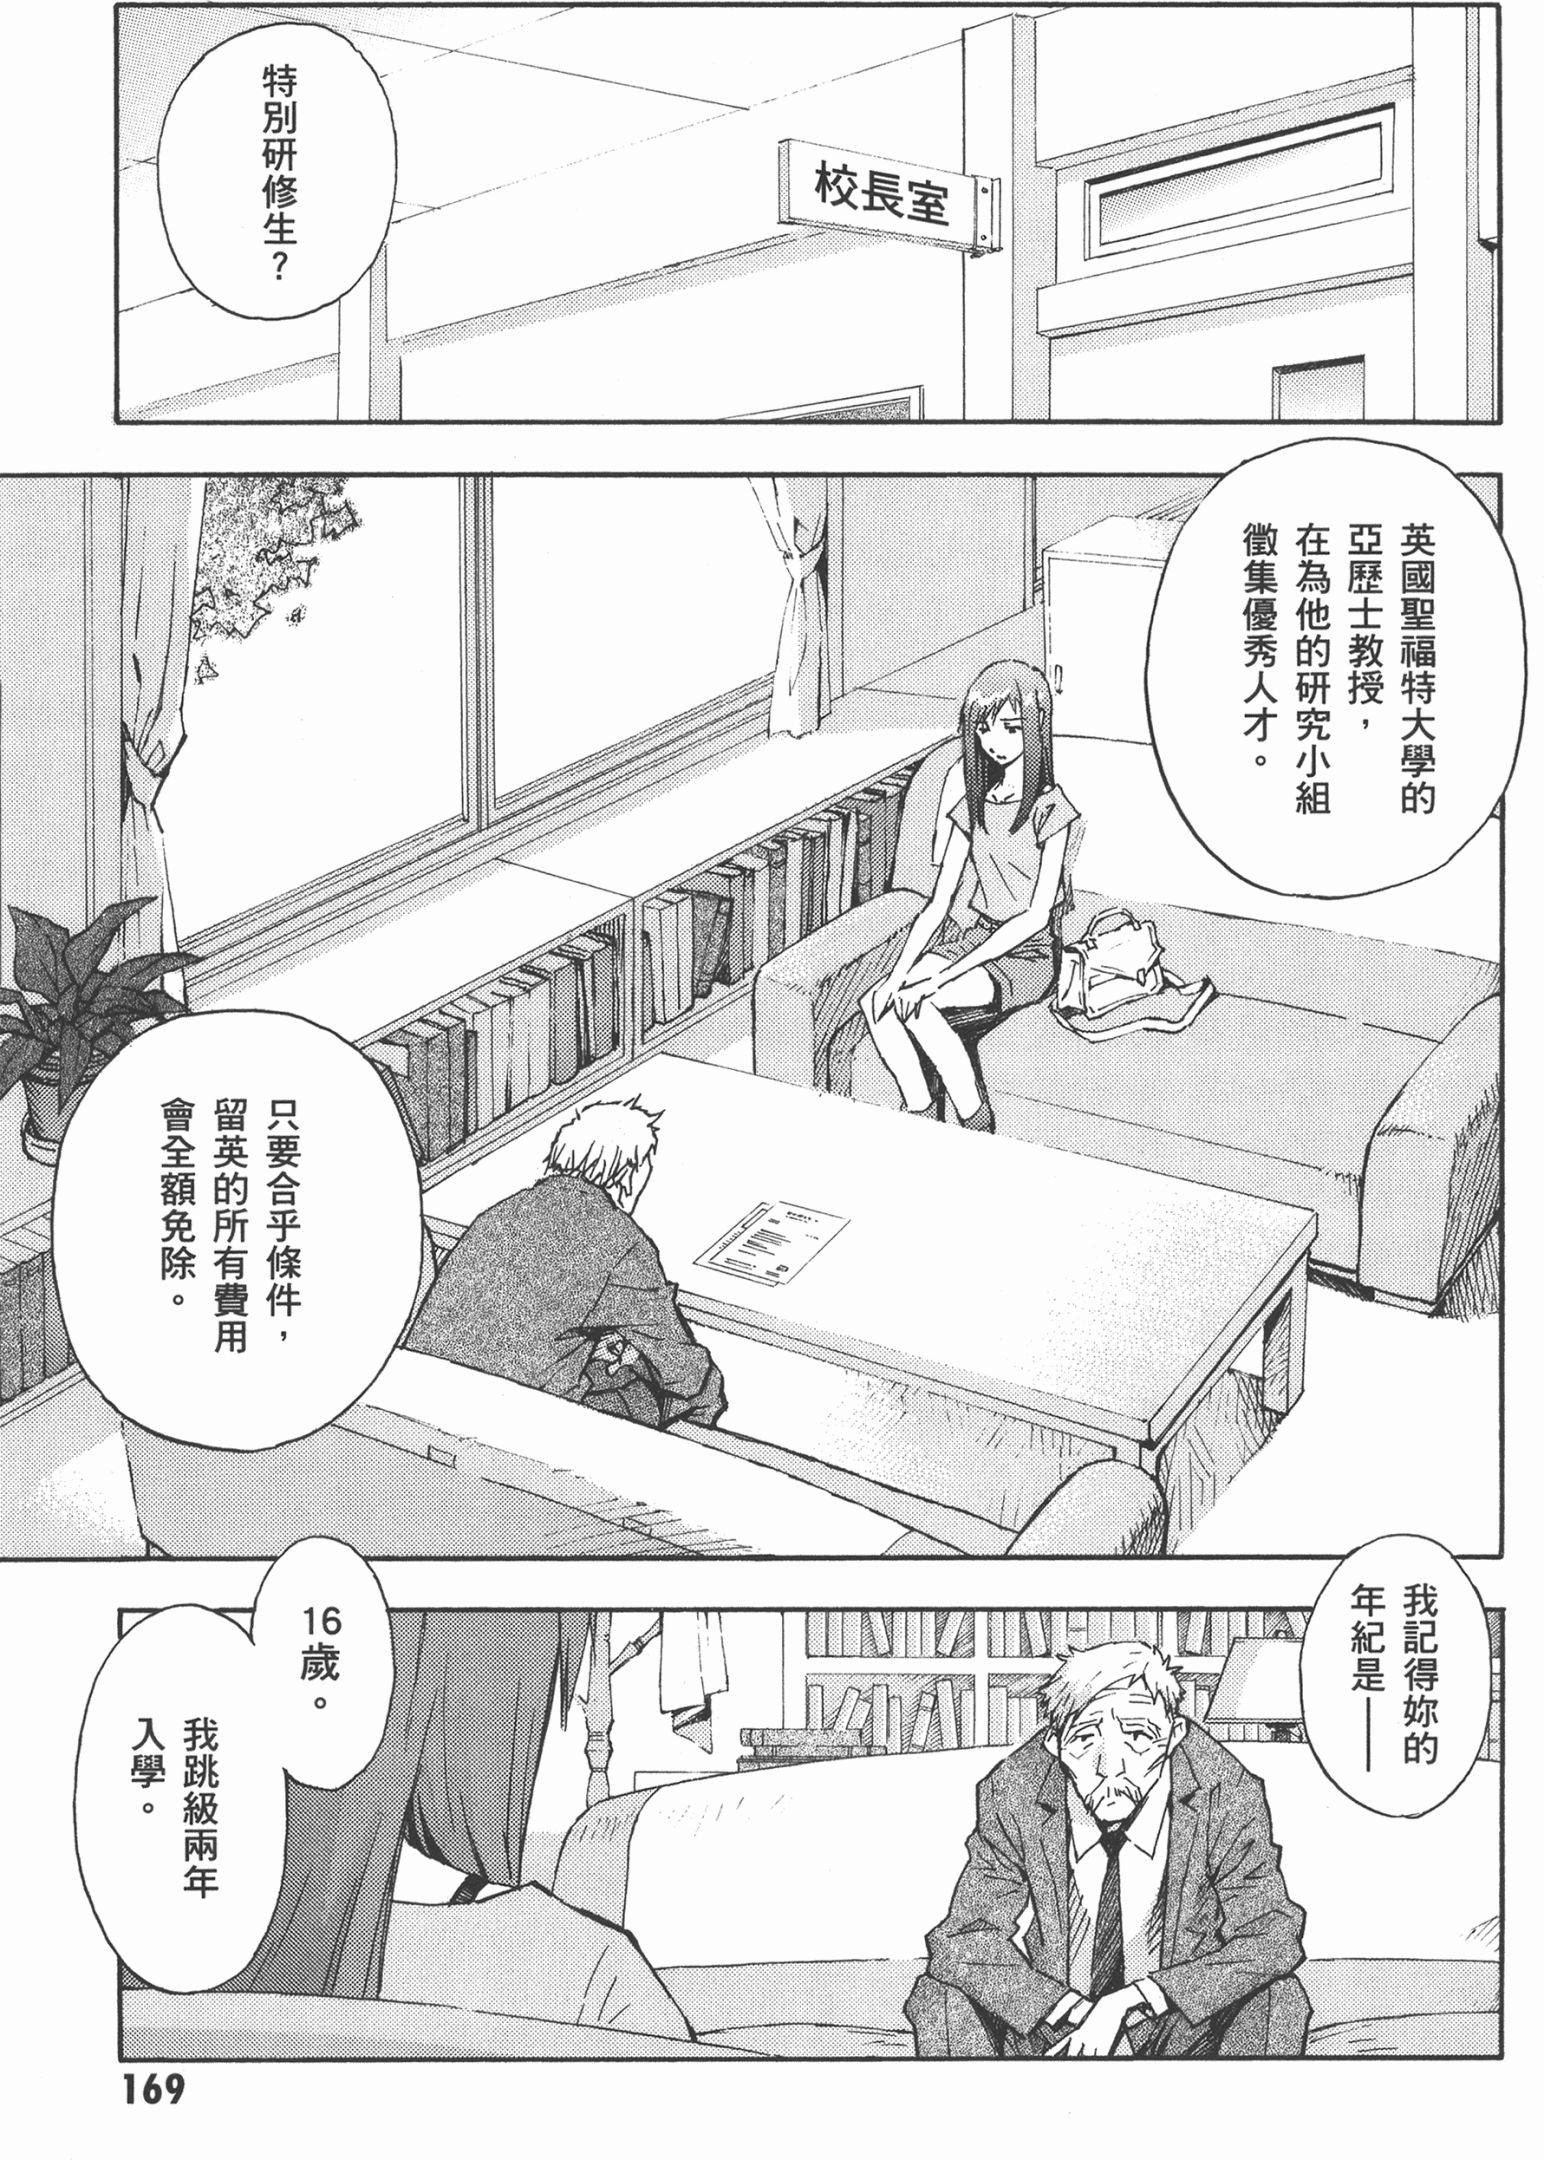 校長室
特別研修生？
英國聖福特大學的
亞歷士教授，
在為他的研究小組
徵集優秀人才。
只要合乎條件，
留英的所有費用
會全額免除。
我記得妳的
年紀是——
16歲。
我跳級兩年
入學。
169